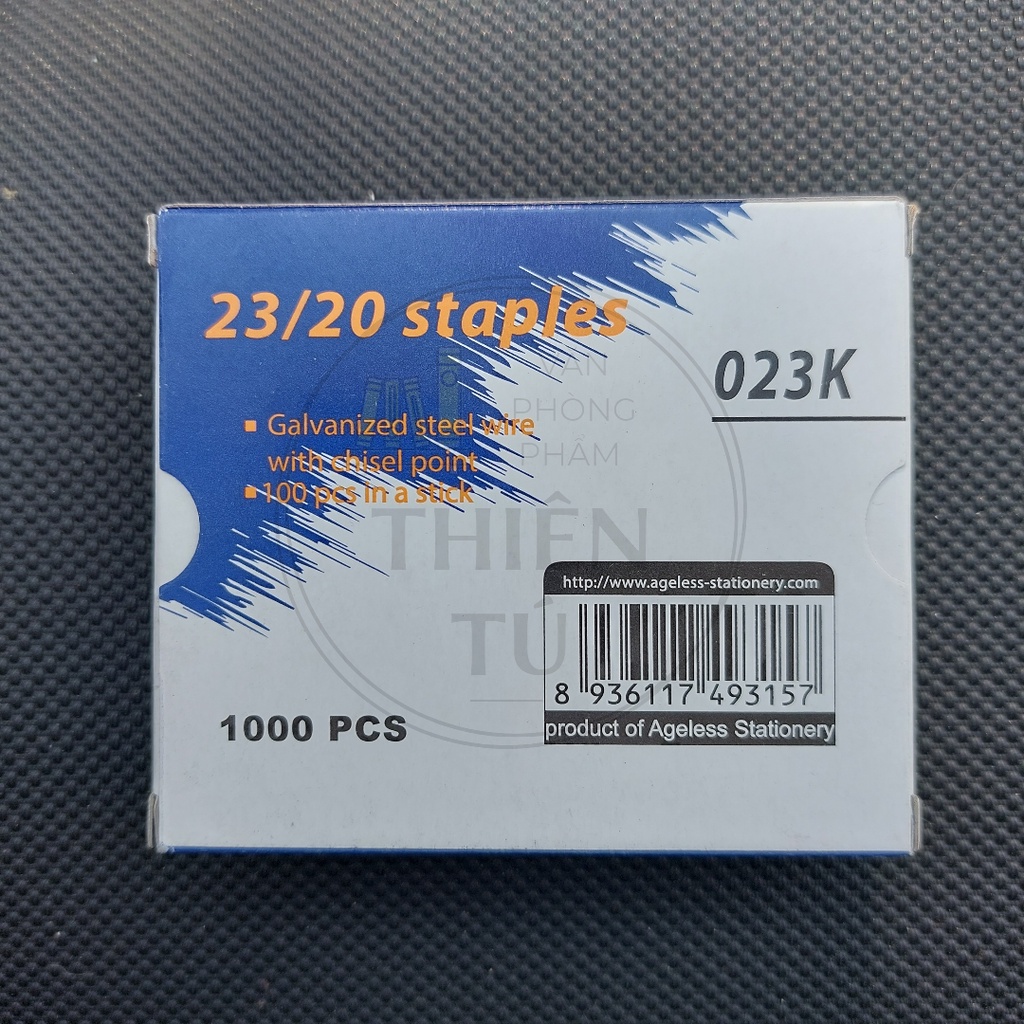 23/20 staples
VĂN
PHÒNG
PHẨM
023K
▪ Galvanized steel wire
with chisel point
▪ 100 pcs in a stick
THIÊN
TÚ
http://www.ageless-stationery.com
8 936117 493157
product of Ageless Stationery
1000 PCS